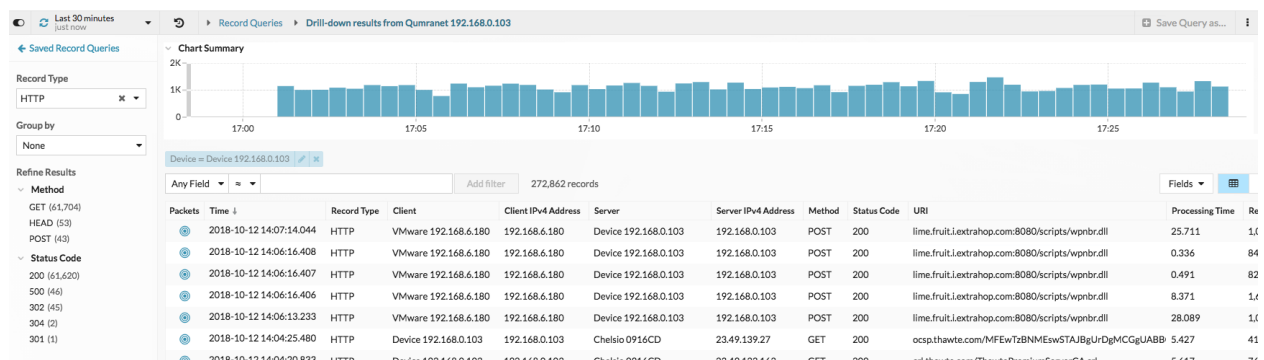 Last 30 minutes
just now
Record Queries
Drill-down results from Qumranet 192.168.0.103
Save Query as...
Saved Record Queries
Record Type
HTTP
Group by
None
Refine Results
Method
GET (61,704)
HEAD (53)
POST (43)
Status Code
200 (61,620)
500 (46)
302 (45)
304 (2)
301 (1)
Chart Summary
2K
1K
0
17:00 17:05 17:10 17:15 17:20 17:25
Device = Device 192.168.0.103
Any Field ≈ Add filter 272,862 records Fields
Packets Time ↓ Record Type Client Client IPv4 Address Server Server IPv4 Address Method Status Code URI Processing Time Re
2018-10-12 14:07:14.044 HTTP VMware 192.168.6.180 192.168.6.180 Device 192.168.0.103 192.168.0.103 POST 200 lime.fruit.i.extrahop.com:8080/scripts/wpnbr.dll 25.711 1,0
2018-10-12 14:06:16.408 HTTP VMware 192.168.6.180 192.168.6.180 Device 192.168.0.103 192.168.0.103 POST 200 lime.fruit.i.extrahop.com:8080/scripts/wpnbr.dll 0.336 84
2018-10-12 14:06:16.407 HTTP VMware 192.168.6.180 192.168.6.180 Device 192.168.0.103 192.168.0.103 POST 200 lime.fruit.i.extrahop.com:8080/scripts/wpnbr.dll 0.491 82
2018-10-12 14:06:16.406 HTTP VMware 192.168.6.180 192.168.6.180 Device 192.168.0.103 192.168.0.103 POST 200 lime.fruit.i.extrahop.com:8080/scripts/wpnbr.dll 8.371 1,6
2018-10-12 14:06:13.233 HTTP VMware 192.168.6.180 192.168.6.180 Device 192.168.0.103 192.168.0.103 POST 200 lime.fruit.i.extrahop.com:8080/scripts/wpnbr.dll 28.089 1,0
2018-10-12 14:04:25.480 HTTP Device 192.168.0.103 192.168.0.103 Chelsio 0916CD 23.49.139.27 GET 200 ocsp.thawte.com/MFEwTzBNMEswSTAJBgUrDgMCGgUABB 5.427 41